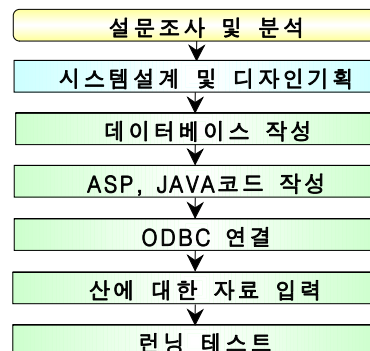 설문조사 및 분석
시스템설계 및 디자인기획
데이터베이스 작성
ASP, JAVA코드 작성
ODBC 연결
산에 대한 자료 입력
런닝 테스트